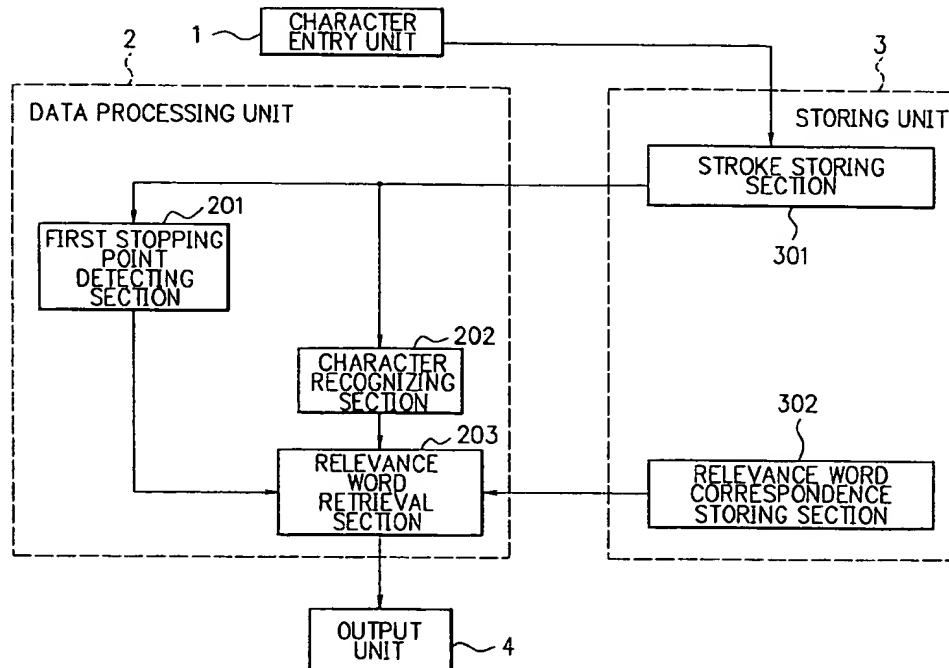 1
CHARACTER
ENTRY UNIT
2
3
DATA PROCESSING UNIT
STORING UNIT
STROKE STORING
SECTION
301
201
FIRST STOPPING
POINT
DETECTING
SECTION
202
CHARACTER
RECOGNIZING
SECTION
203
RELEVANCE
WORD
RETRIEVAL
SECTION
302
RELEVANCE WORD
CORRESPONDENCE
STORING SECTION
OUTPUT
UNIT
4